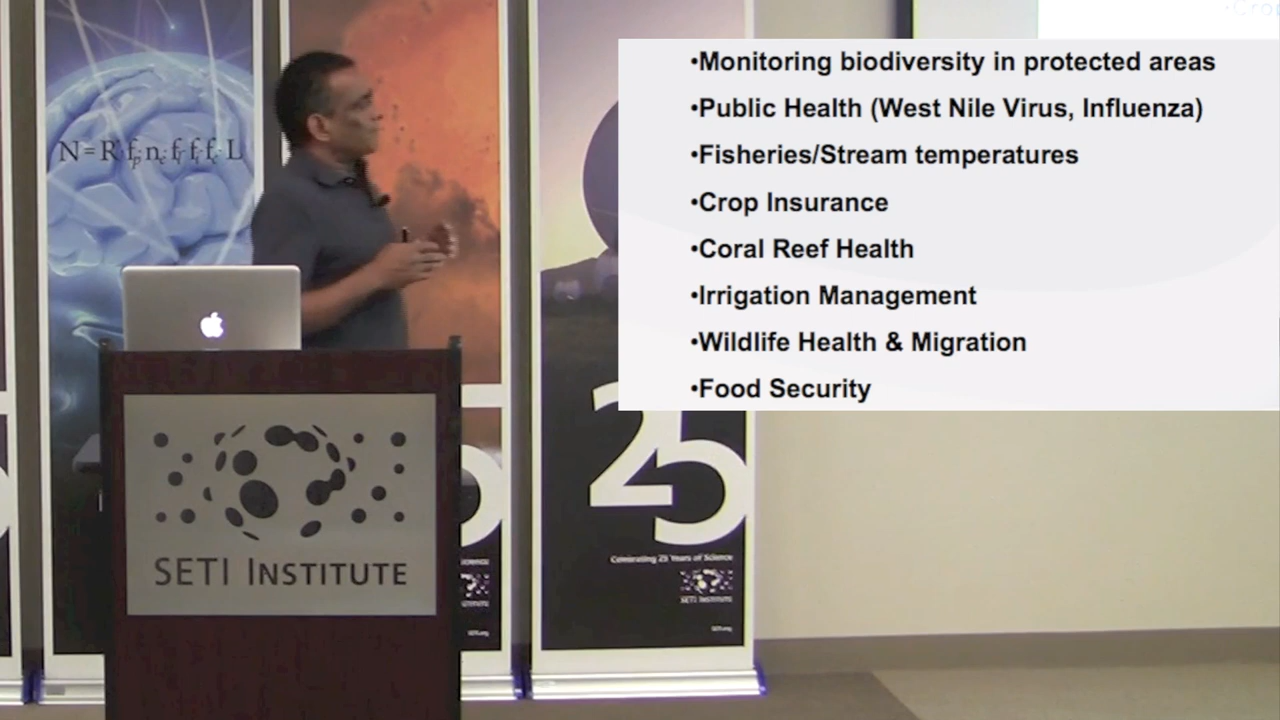 •Crop
•Monitoring biodiversity in protected areas
•Public Health (West Nile Virus, Influenza)
•Fisheries/Stream temperatures
•Crop Insurance
•Coral Reef Health
•Irrigation Management
•Wildlife Health & Migration
•Food Security
N=R
L
25
Celebrating 25 Years of Science
SETI INSTITUTE
SETI INSTITUTE